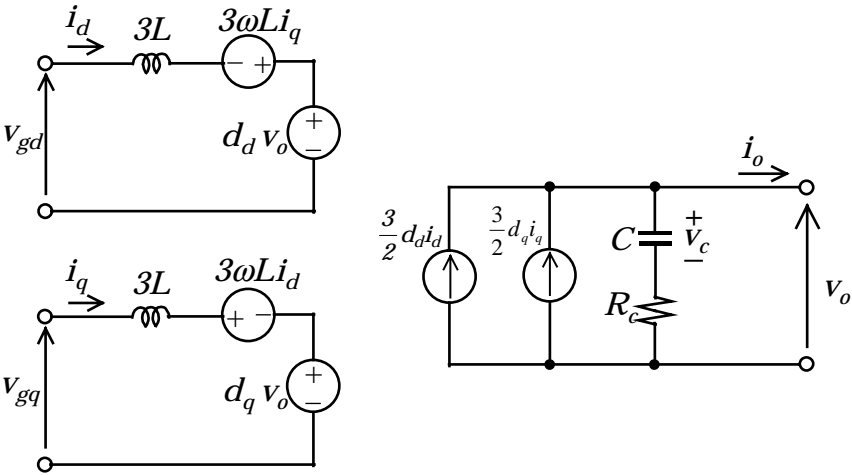 i_d
3L
3ωLi_q
− +
v_gd
+
d_d v_o
−
i_q
3L
3ωLi_d
+ −
v_gq
+
d_q v_o
−
i_o
3/2 d_d i_d
3/2 d_q i_q
C
+
v_c
−
R_c
v_o